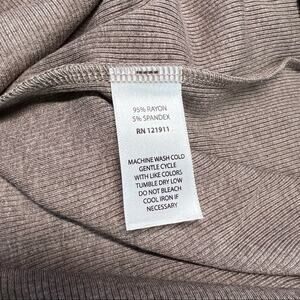 95% RAYON
5% SPANDEX
RN 121911
MACHINE WASH COLD
GENTLE CYCLE
WITH LIKE COLORS
TUMBLE DRY LOW
DO NOT BLEACH
COOL IRON IF
NECESSARY